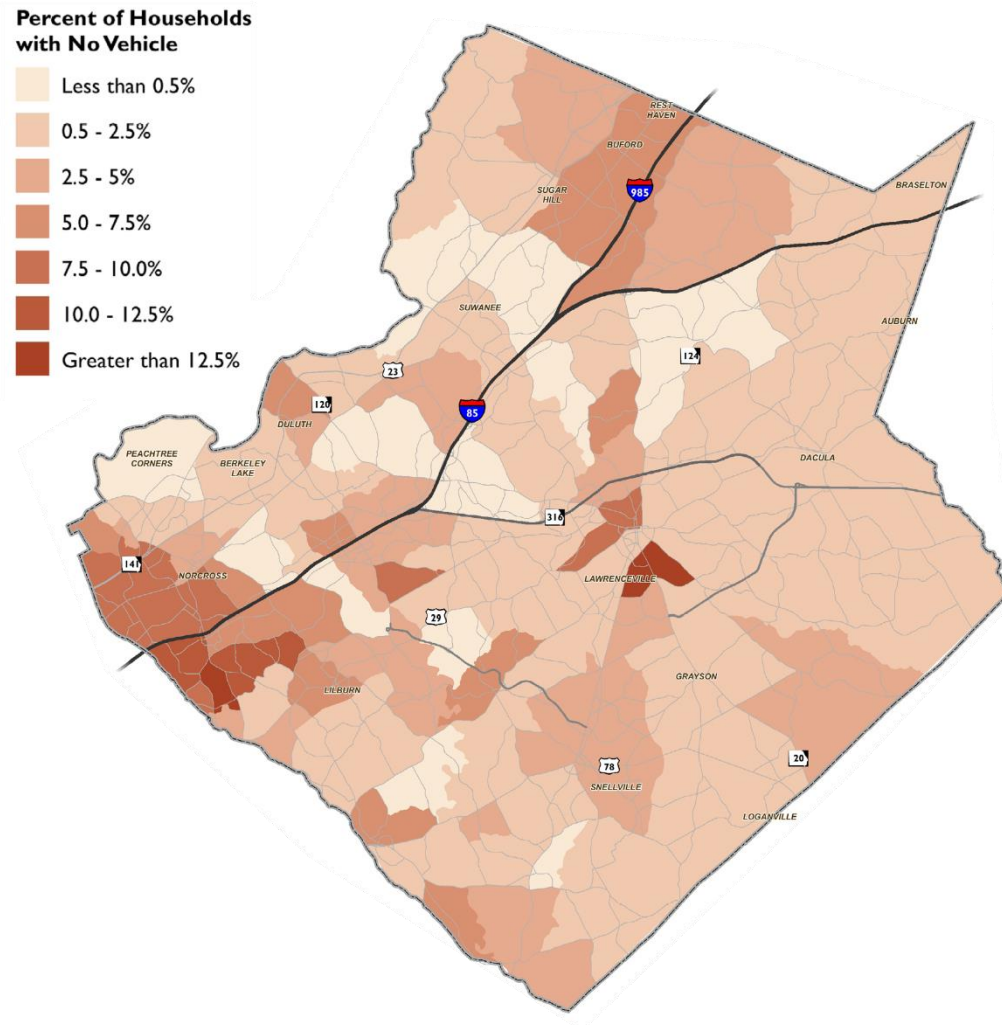 Percent of Households
with No Vehicle
Less than 0.5%
0.5 - 2.5%
2.5 - 5%
5.0 - 7.5%
7.5 - 10.0%
10.0 - 12.5%
Greater than 12.5%
REST
HAVEN
BUFORD
985
SUGAR
HILL
BRASELTON
SUWANEE
AUBURN
124
23
120
85
DULUTH
PEACHTREE
CORNERS
BERKELEY
LAKE
DACULA
316
141
NORCROSS
LAWRENCEVILLE
29
GRAYSON
LILBURN
20
78
SNELLVILLE
LOGANVILLE